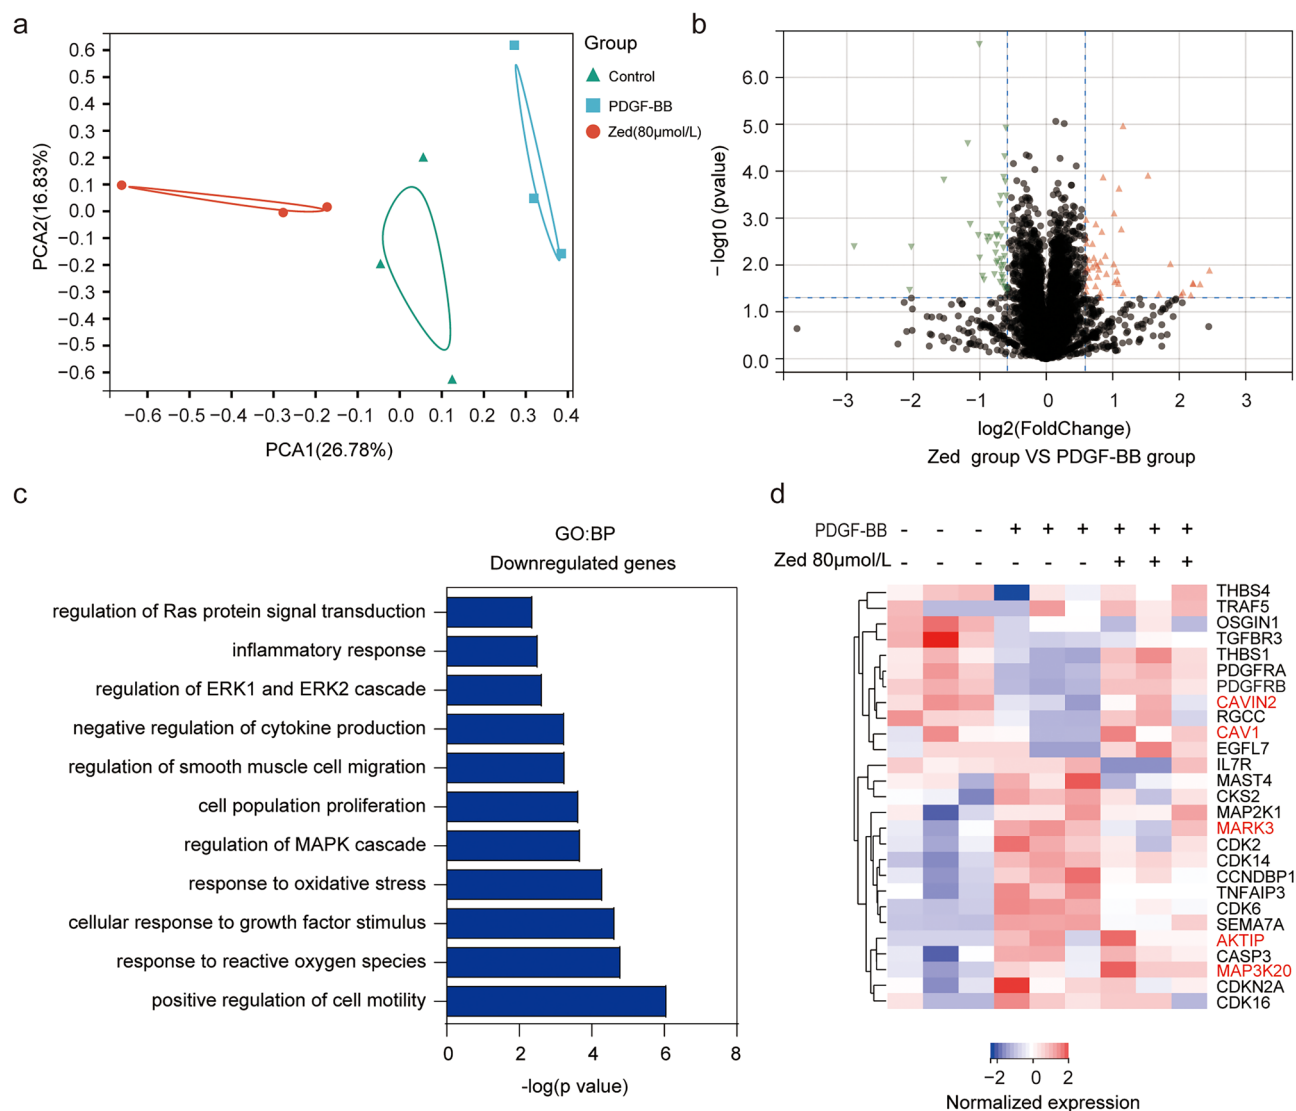 a
0.6
0.5
0.4
0.3
0.2
0.1
0.0
−0.1
−0.2
−0.3
−0.4
−0.5
−0.6
PCA2(16.83%)
−0.6 −0.5 −0.4 −0.3 −0.2 −0.1 0.0 0.1 0.2 0.3 0.4
PCA1(26.78%)
Group
Control
PDGF-BB
Zed(80μmol/L)
b
6.0
5.0
4.0
3.0
2.0
1.0
0.0
−log10 (pvalue)
−3 −2 −1 0 1 2 3
log2(FoldChange)
Zed group VS PDGF-BB group
c
GO:BP
Downregulated genes
regulation of Ras protein signal transduction
inflammatory response
regulation of ERK1 and ERK2 cascade
negative regulation of cytokine production
regulation of smooth muscle cell migration
cell population proliferation
regulation of MAPK cascade
response to oxidative stress
cellular response to growth factor stimulus
response to reactive oxygen species
positive regulation of cell motility
0 2 4 6 8
-log(p value)
d
PDGF-BB - - - + + + + + +
Zed 80μmol/L - - - - - - + + +
THBS4
TRAF5
OSGIN1
TGFBR3
THBS1
PDGFRA
PDGFRB
CAVIN2
RGCC
CAV1
EGFL7
IL7R
MAST4
CKS2
MAP2K1
MARK3
CDK2
CDK14
CCNDBP1
TNFAIP3
CDK6
SEMA7A
AKTIP
CASP3
MAP3K20
CDKN2A
CDK16
−2 0 2
Normalized expression